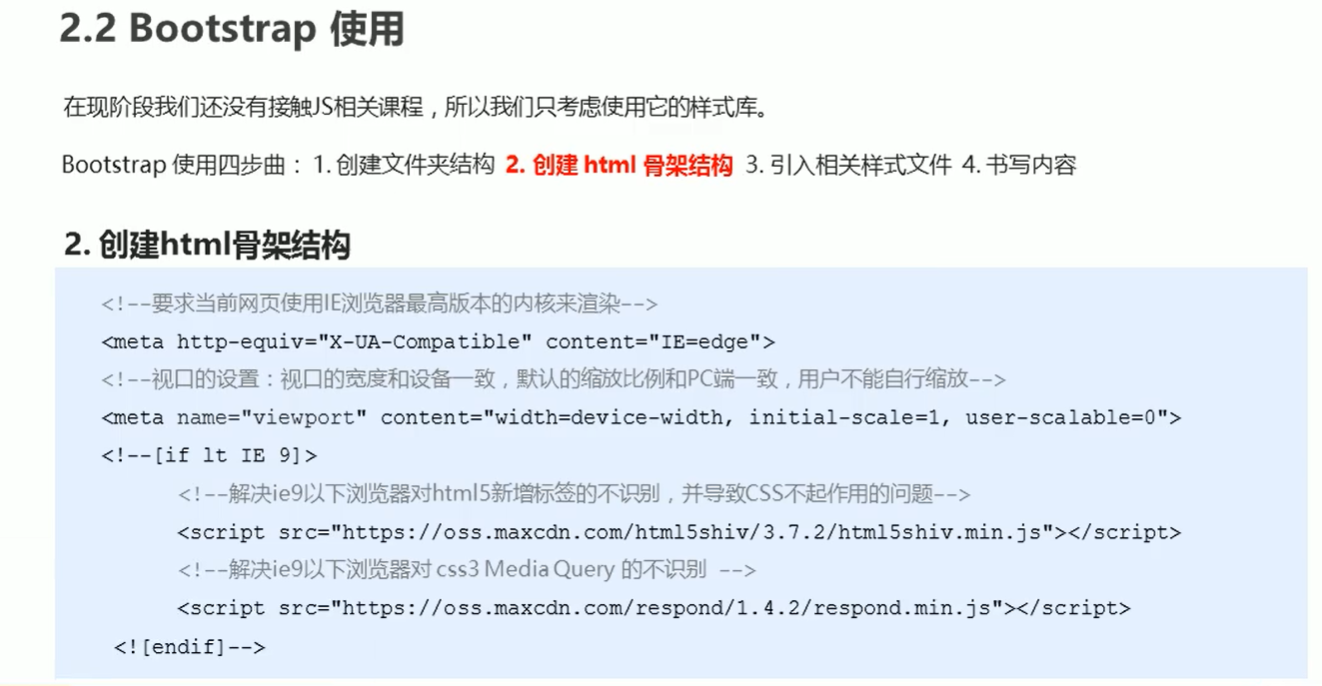 2.2 Bootstrap 使用
在现阶段我们还没有接触JS相关课程，所以我们只考虑使用它的样式库。
Bootstrap 使用四步曲： 1. 创建文件夹结构 2. 创建 html 骨架结构 3. 引入相关样式文件 4. 书写内容
2. 创建html骨架结构
<!--要求当前网页使用IE浏览器最高版本的内核来渲染-->
<meta http-equiv="X-UA-Compatible" content="IE=edge">
<!--视口的设置：视口的宽度和设备一致，默认的缩放比例和PC端一致，用户不能自行缩放-->
<meta name="viewport" content="width=device-width, initial-scale=1, user-scalable=0">
<!--[if lt IE 9]>
<!--解决ie9以下浏览器对html5新增标签的不识别，并导致CSS不起作用的问题-->
<script src="https://oss.maxcdn.com/html5shiv/3.7.2/html5shiv.min.js"></script>
<!--解决ie9以下浏览器对 css3 Media Query 的不识别 -->
<script src="https://oss.maxcdn.com/respond/1.4.2/respond.min.js"></script>
<![endif]-->